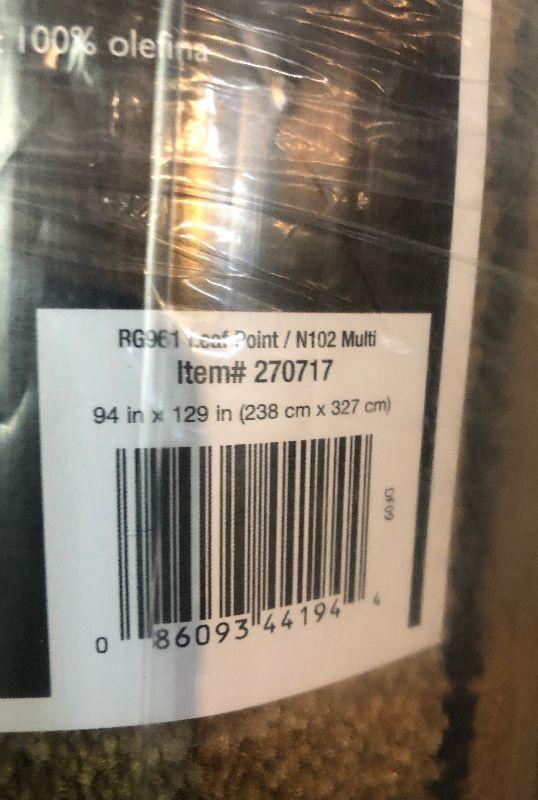 100% olefina
RG961 Leaf Point / N102 Multi
Item# 270717
94 in x 129 in (238 cm x 327 cm)
DF09
0 86093 44194 4